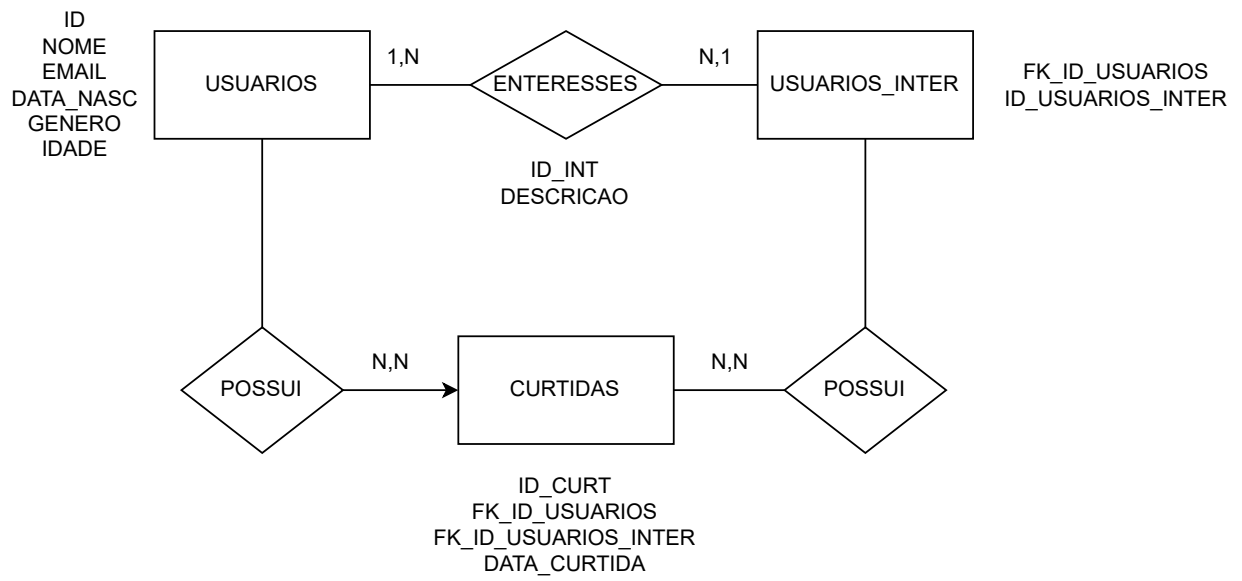 ID
NOME
EMAIL
DATA_NASC
GENERO
IDADE
USUARIOS
1,N
ENTERESSES
N,1
USUARIOS_INTER
FK_ID_USUARIOS
ID_USUARIOS_INTER
ID_INT
DESCRICAO
POSSUI
N,N
CURTIDAS
N,N
POSSUI
ID_CURT
FK_ID_USUARIOS
FK_ID_USUARIOS_INTER
DATA_CURTIDA